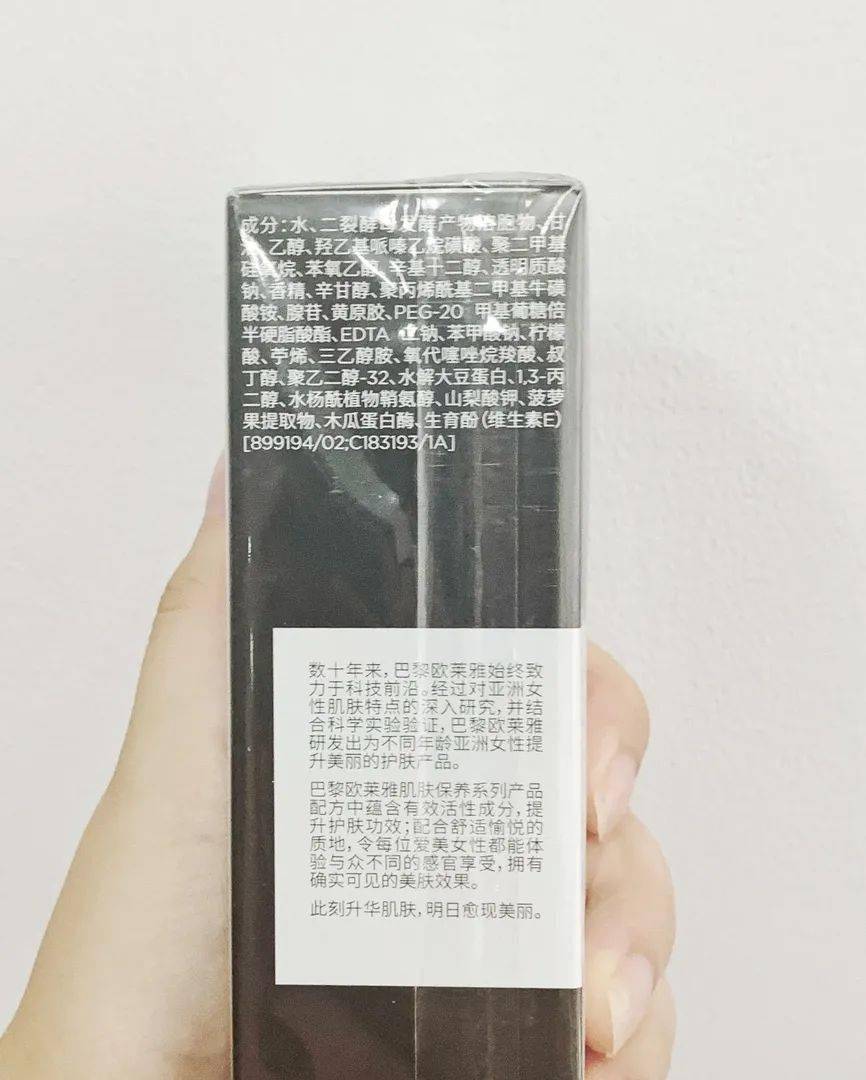 成分：水、二裂酵母发酵产物溶胞物、甘
油、乙醇、羟乙基哌嗪乙烷磺酸、聚二甲基
硅氧烷、苯氧乙醇、辛基十二醇、透明质酸
钠、香精、辛甘醇、聚丙烯酰基二甲基牛磺
酸铵、腺苷、黄原胶、PEG-20 甲基葡糖倍
半硬脂酸酯、EDTA 二钠、苯甲酸钠、柠檬
酸、苧烯、三乙醇胺、氧代噻唑烷羧酸、叔
丁醇、聚乙二醇-32、水解大豆蛋白、1,3-丙
二醇、水杨酰植物鞘氨醇、山梨酸钾、菠萝
果提取物、木瓜蛋白酶、生育酚（维生素E）
[899194/02;C183193/1A]
数十年来，巴黎欧莱雅始终致
力于科技前沿。经过对亚洲女
性肌肤特点的深入研究，并结
合科学实验验证，巴黎欧莱雅
研发出为不同年龄亚洲女性提
升美丽的护肤产品。
巴黎欧莱雅肌肤保养系列产品
配方中蕴含有效活性成分，提
升护肤功效；配合舒适愉悦的
质地，令每位爱美女性都能体
验与众不同的感官享受，拥有
确实可见的美肤效果。
此刻升华肌肤，明日愈现美丽。